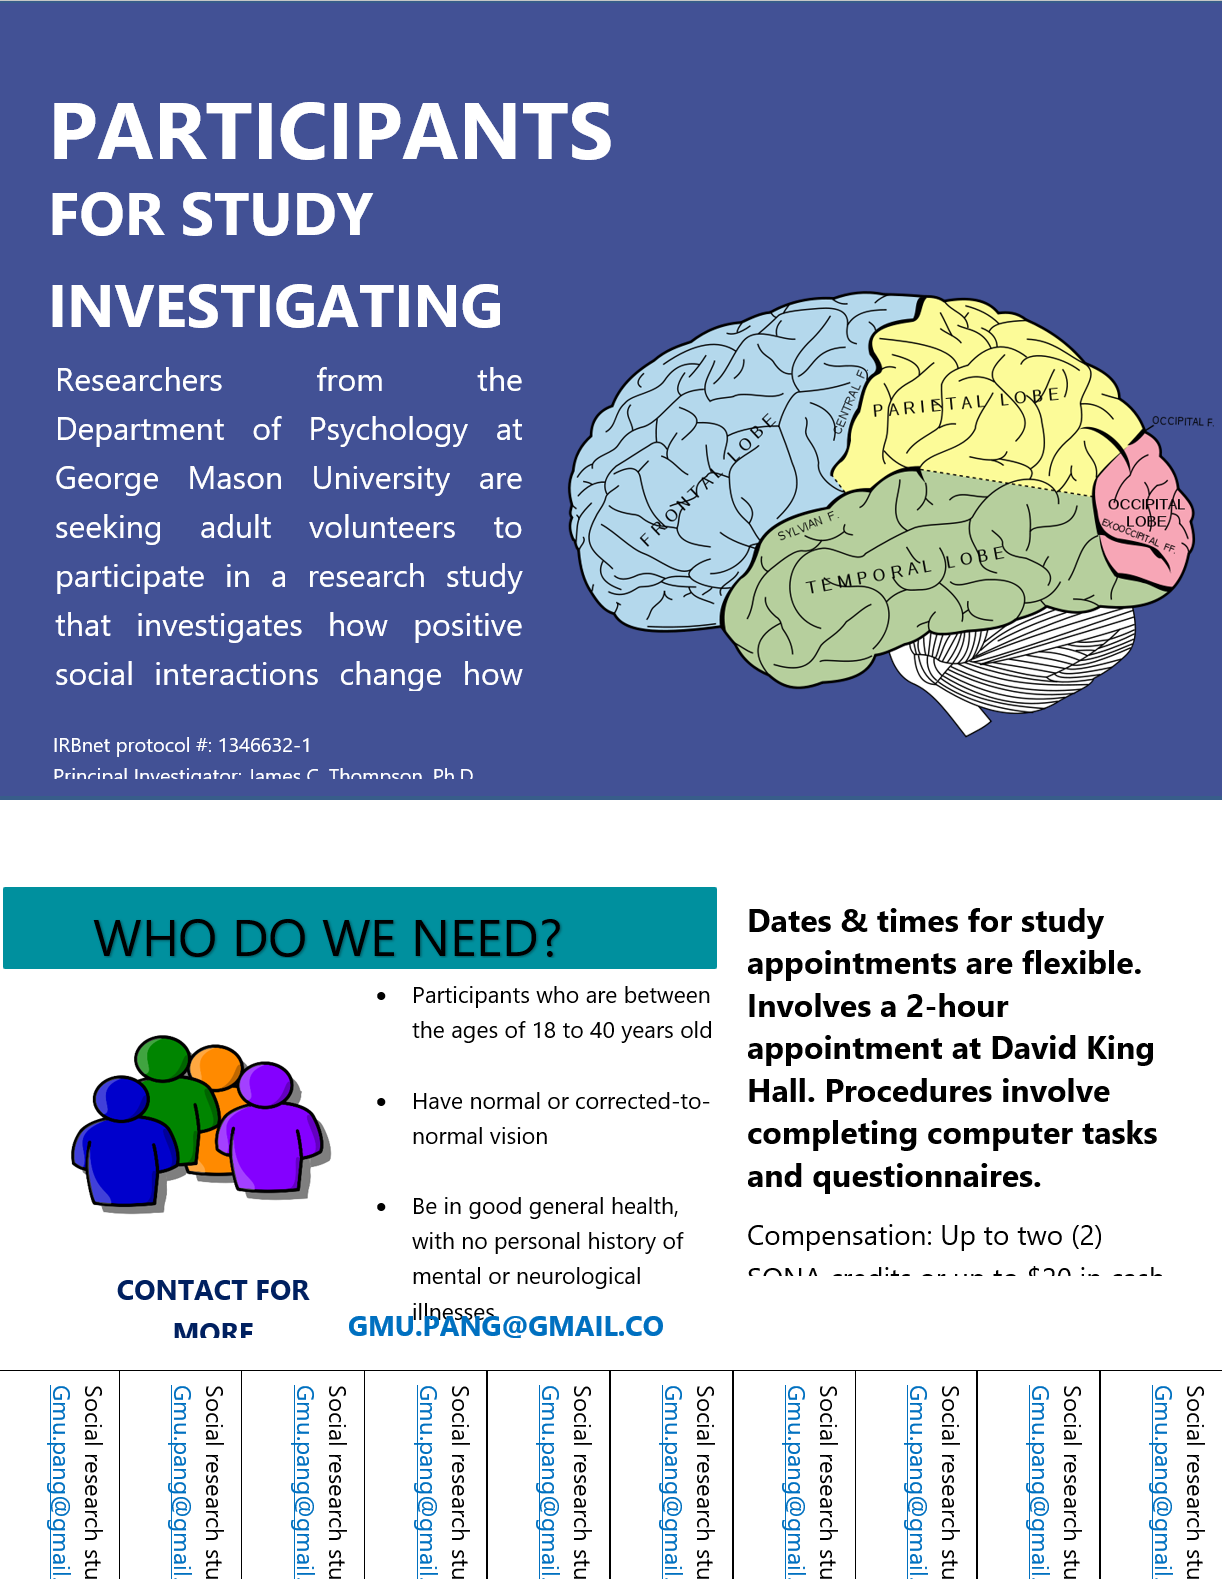 PARTICIPANTS
FOR STUDY
INVESTIGATING
Researchers from the
Department of Psychology at
George Mason University are
seeking adult volunteers to
participate in a research study
that investigates how positive
social interactions change how
IRBnet protocol #: 1346632-1
Principal Investigator: James C. Thompson, Ph.D.
FRONTAL LOBE
CENTRAL F.
PARIETAL LOBE
OCCIPITAL F.
OCCIPITAL
LOBE
EXOOCCIPITAL FF.
SYLVIAN F.
TEMPORAL LOBE
WHO DO WE NEED?
• Participants who are between
the ages of 18 to 40 years old
• Have normal or corrected-to-
normal vision
• Be in good general health,
with no personal history of
mental or neurological
illnesses
CONTACT FOR
MORE
GMU.PANG@GMAIL.CO
Dates & times for study
appointments are flexible.
Involves a 2-hour
appointment at David King
Hall. Procedures involve
completing computer tasks
and questionnaires.
Compensation: Up to two (2)
SONA credits or up to $20 in cash
Social research stu
Gmu.pang@gmail.
Social research stu
Gmu.pang@gmail.
Social research stu
Gmu.pang@gmail.
Social research stu
Gmu.pang@gmail.
Social research stu
Gmu.pang@gmail.
Social research stu
Gmu.pang@gmail.
Social research stu
Gmu.pang@gmail.
Social research stu
Gmu.pang@gmail.
Social research stu
Gmu.pang@gmail.
Social research stu
Gmu.pang@gmail.